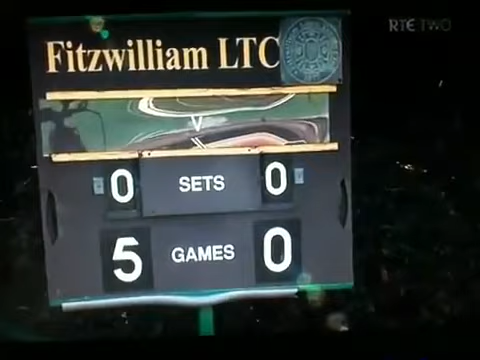 RTÉ TWO
Fitzwilliam LTC
V
0 SETS 0
5 GAMES 0